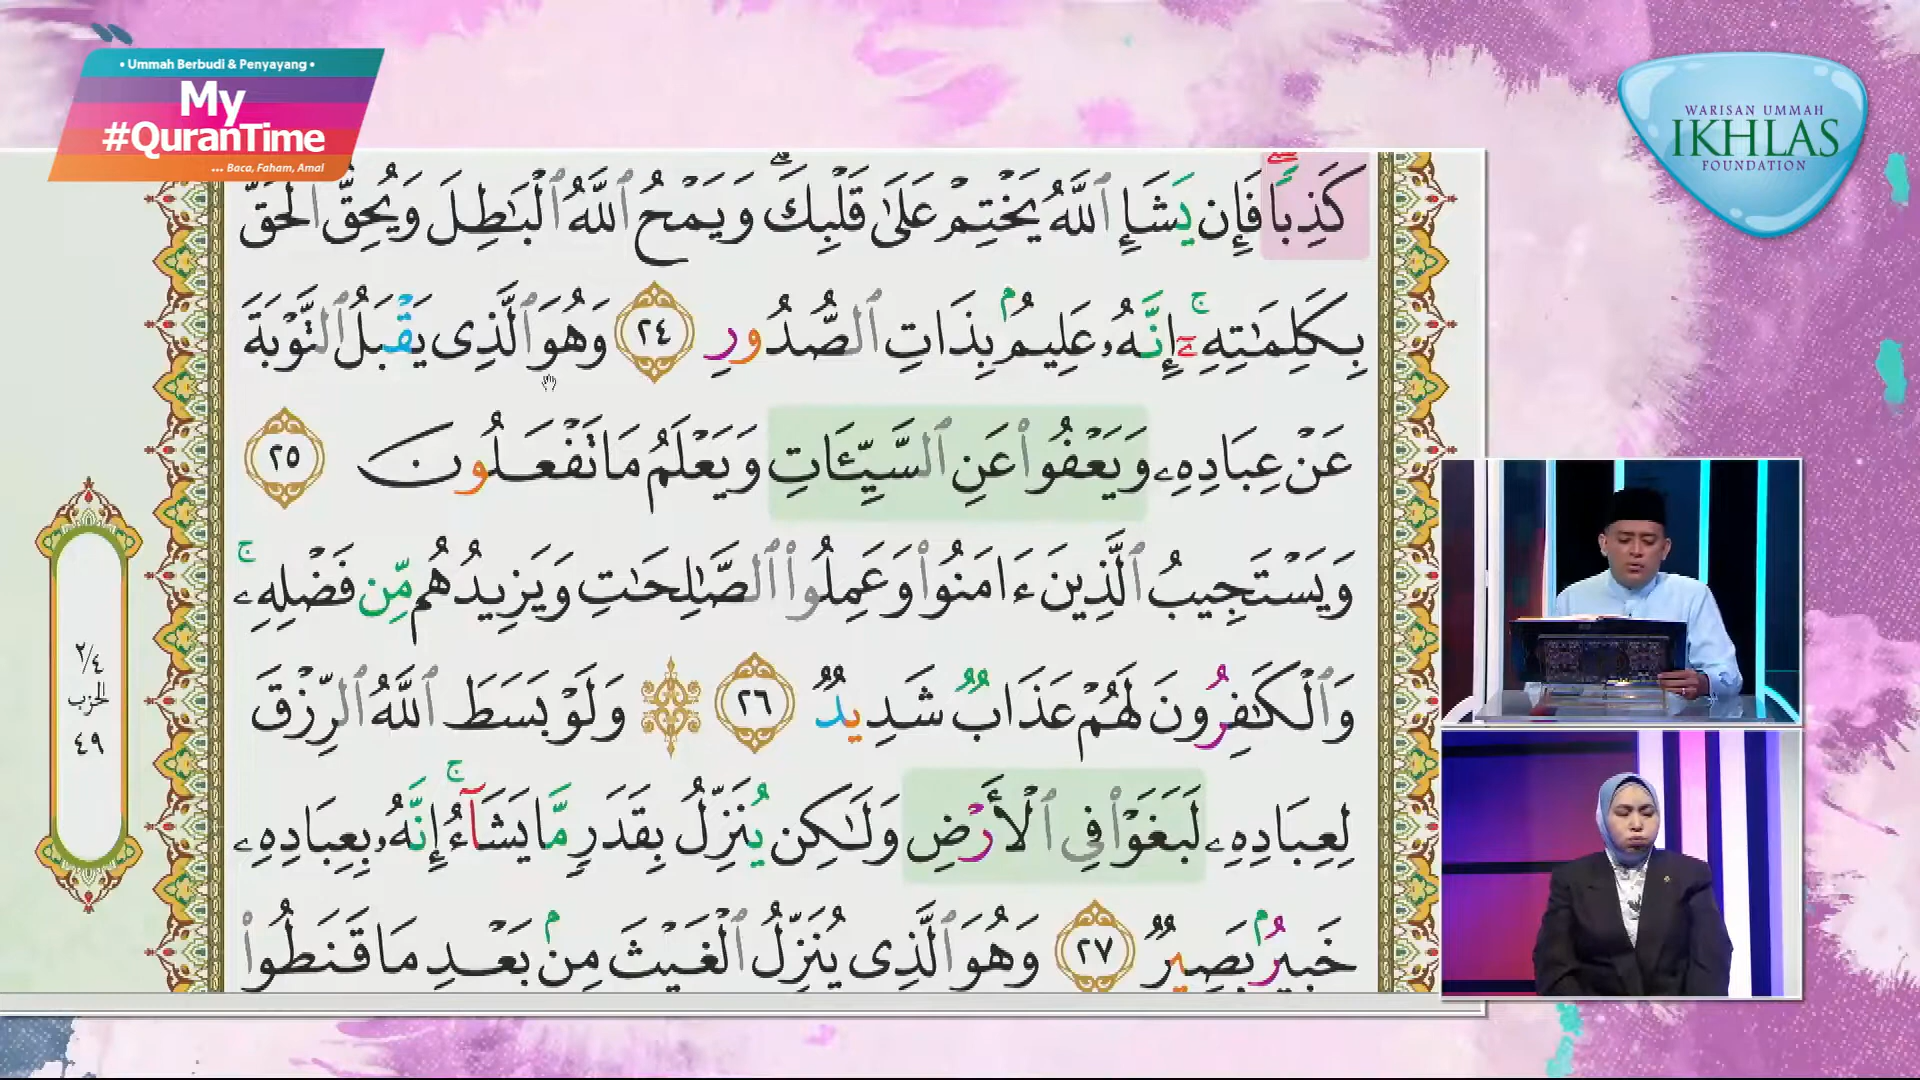 • Ummah Berbudi & Penyayang •
My
#QuranTime
... Baca, Faham, Amal
WARISAN UMMAH
IKHLAS
FOUNDATION
كَذِبًاۖ فَإِن يَشَإِ ٱللَّهُ يَخْتِمْ عَلَىٰ قَلْبِكَۗ وَيَمْحُ ٱللَّهُ ٱلْبَٰطِلَ وَيُحِقُّ ٱلْحَقَّ
بِكَلِمَٰتِهِۦٓۚ إِنَّهُۥ عَلِيمُۢ بِذَاتِ ٱلصُّدُورِ ٢٤ وَهُوَ ٱلَّذِى يَقْبَلُ ٱلتَّوْبَةَ
عَنْ عِبَادِهِۦ وَيَعْفُوا۟ عَنِ ٱلسَّيِّـَٔاتِ وَيَعْلَمُ مَا تَفْعَلُونَ ٢٥
وَيَسْتَجِيبُ ٱلَّذِينَ ءَامَنُوا۟ وَعَمِلُوا۟ ٱلصَّٰلِحَٰتِ وَيَزِيدُهُم مِّن فَضْلِهِۦۚ
وَٱلْكَٰفِرُونَ لَهُمْ عَذَابٌ شَدِيدٌ ٢٦ ۞ وَلَوْ بَسَطَ ٱللَّهُ ٱلرِّزْقَ
لِعِبَادِهِۦ لَبَغَوْا۟ فِى ٱلْأَرْضِ وَلَٰكِن يُنَزِّلُ بِقَدَرٍ مَّا يَشَآءُۚ إِنَّهُۥ بِعِبَادِهِۦ
خَبِيرُۢ بَصِيرٌ ٢٧ وَهُوَ ٱلَّذِى يُنَزِّلُ ٱلْغَيْثَ مِنۢ بَعْدِ مَا قَنَطُوا۟
٢/٤
الحزب
٤٩